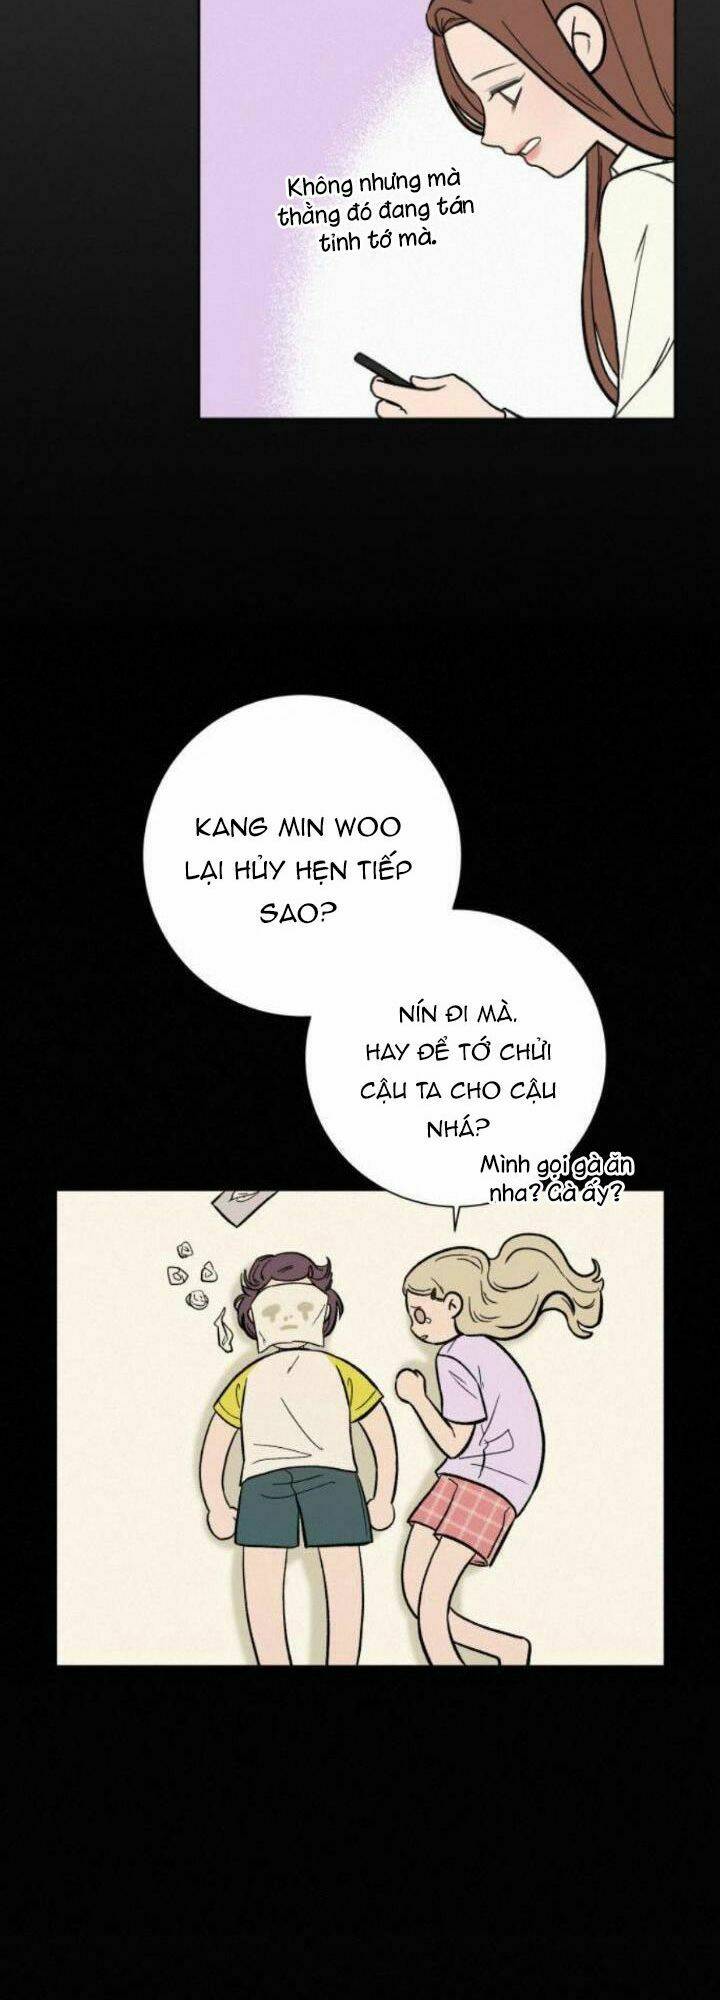 Không nhưng mà
thằng đó đang tán
tỉnh tớ mà.
KANG MIN WOO
LẠI HỦY HẸN TIẾP
SAO?
NÍN ĐI MÀ.
HAY ĐỂ TỚ CHỬI
CẬU TA CHO CẬU
NHÁ?
Mình gọi gà ăn
nha? Gà ấy?